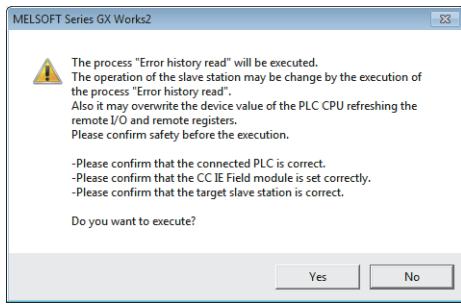 MELSOFT Series GX Works2
The process "Error history read" will be executed.
The operation of the slave station may be change by the execution of
the process "Error history read".
Also it may overwrite the device value of the PLC CPU refreshing the
remote I/O and remote registers.
Please confirm safety before the execution.
-Please confirm that the connected PLC is correct.
-Please confirm that the CC IE Field module is set correctly.
-Please confirm that the target slave station is correct.
Do you want to execute?
Yes
No